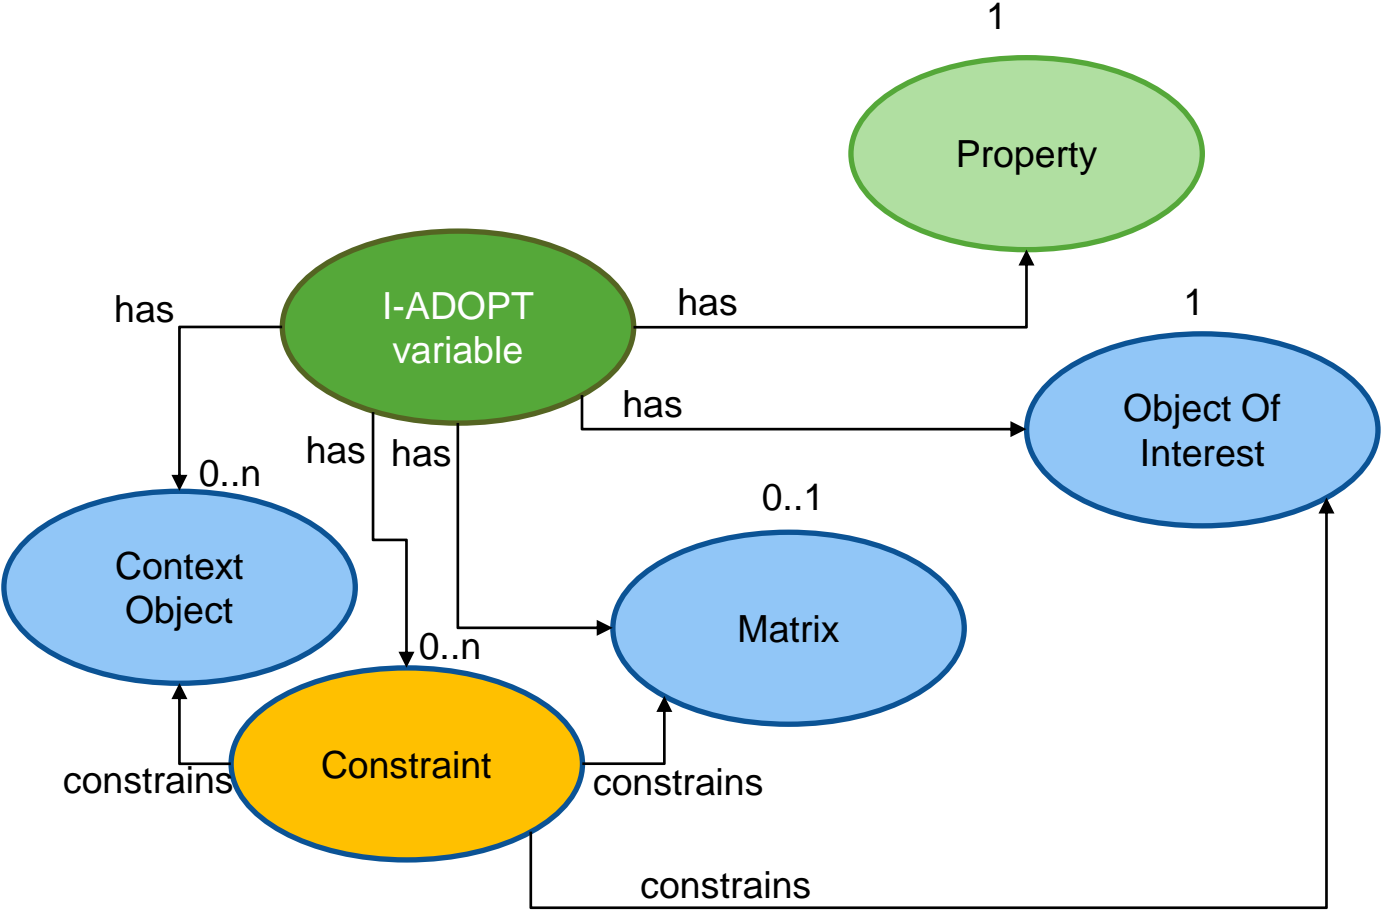 1
Property
I-ADOPT
variable
has
has
1
has
Object Of
Interest
has
has
0..n
0..1
Context
Object
Matrix
0..n
Constraint
constrains
constrains
constrains